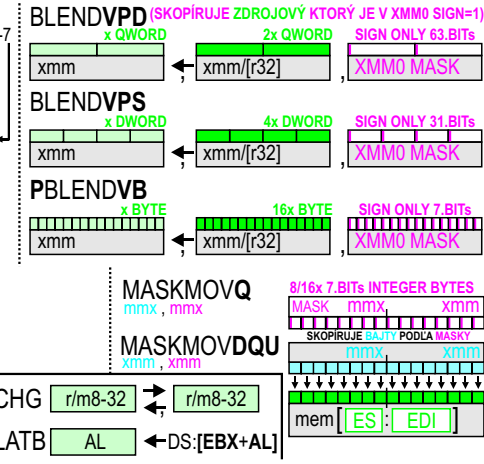 BLENDVPD (SKOPÍRUJE ZDROJOVÝ KTORÝ JE V XMM0 SIGN=1)
-7
x QWORD 2x QWORD SIGN ONLY 63.BITs
xmm , xmm/[r32] , XMM0 MASK
BLENDVPS
x DWORD 4x DWORD SIGN ONLY 31.BITs
xmm , xmm/[r32] , XMM0 MASK
PBLENDVB
x BYTE 16x BYTE SIGN ONLY 7.BITs
xmm , xmm/[r32] , XMM0 MASK
MASKMOVQ
mmx , mmx
8/16x 7.BITs INTEGER BYTES
MASK mmx, xmm
SKOPÍRUJE BAJTY PODĽA MASKY
MASKMOVDQU
xmm , xmm
mmx, xmm
mem[ ES : EDI ]
CHG r/m8-32 , r/m8-32
LATB AL DS:[EBX+AL]